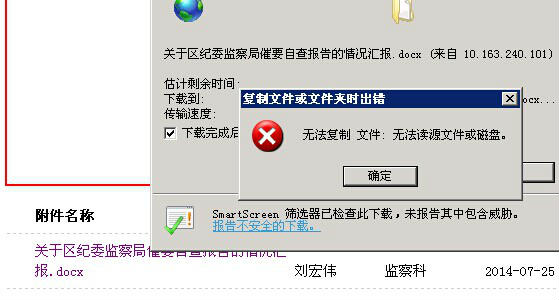 关于区纪委监察局催要自查报告的情况汇报.docx (来自 10.163.240.101)
估计剩余时间:
下载到:
ocx...
传输速度:
下载完成后
复制文件或文件夹时出错
无法复制 文件: 无法读源文件或磁盘。
确定
SmartScreen 筛选器已检查此下载，未报告其中包含威胁。
报告不安全的下载。
附件名称
关于区纪委监察局催要自查报告的情况汇
报.docx
刘宏伟 监察科 2014-07-25